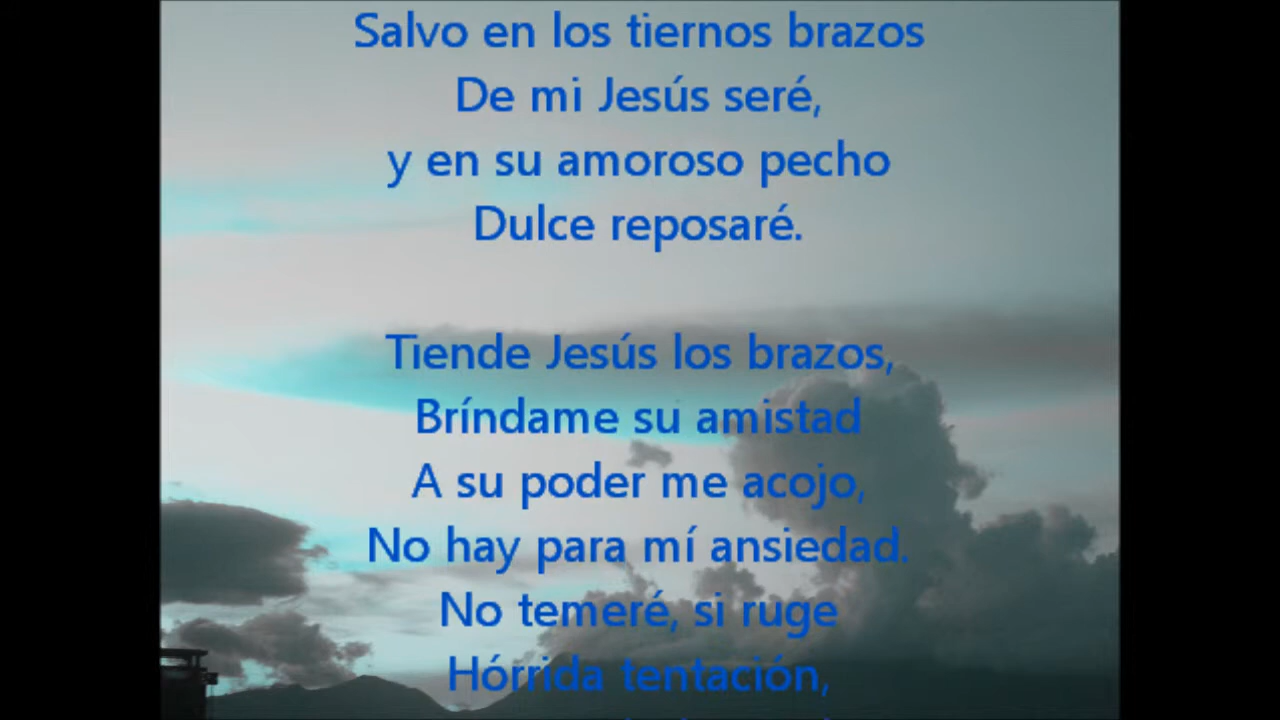 Salvo en los tiernos brazos
De mi Jesús seré,
y en su amoroso pecho
Dulce reposaré.
Tiende Jesús los brazos,
Bríndame su amistad
A su poder me acojo,
No hay para mí ansiedad.
No temeré, si ruge
Hórrida tentación,